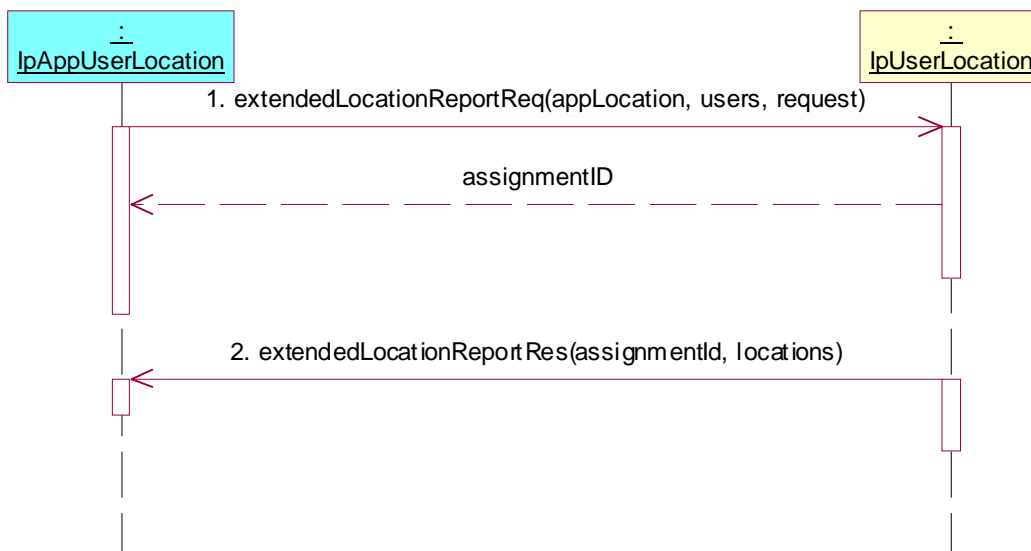 :
IpAppUserLocation
:
IpUserLocation
1. extendedLocationReportReq(appLocation, users, request)
assignmentID
2. extendedLocationReportRes(assignmentId, locations)